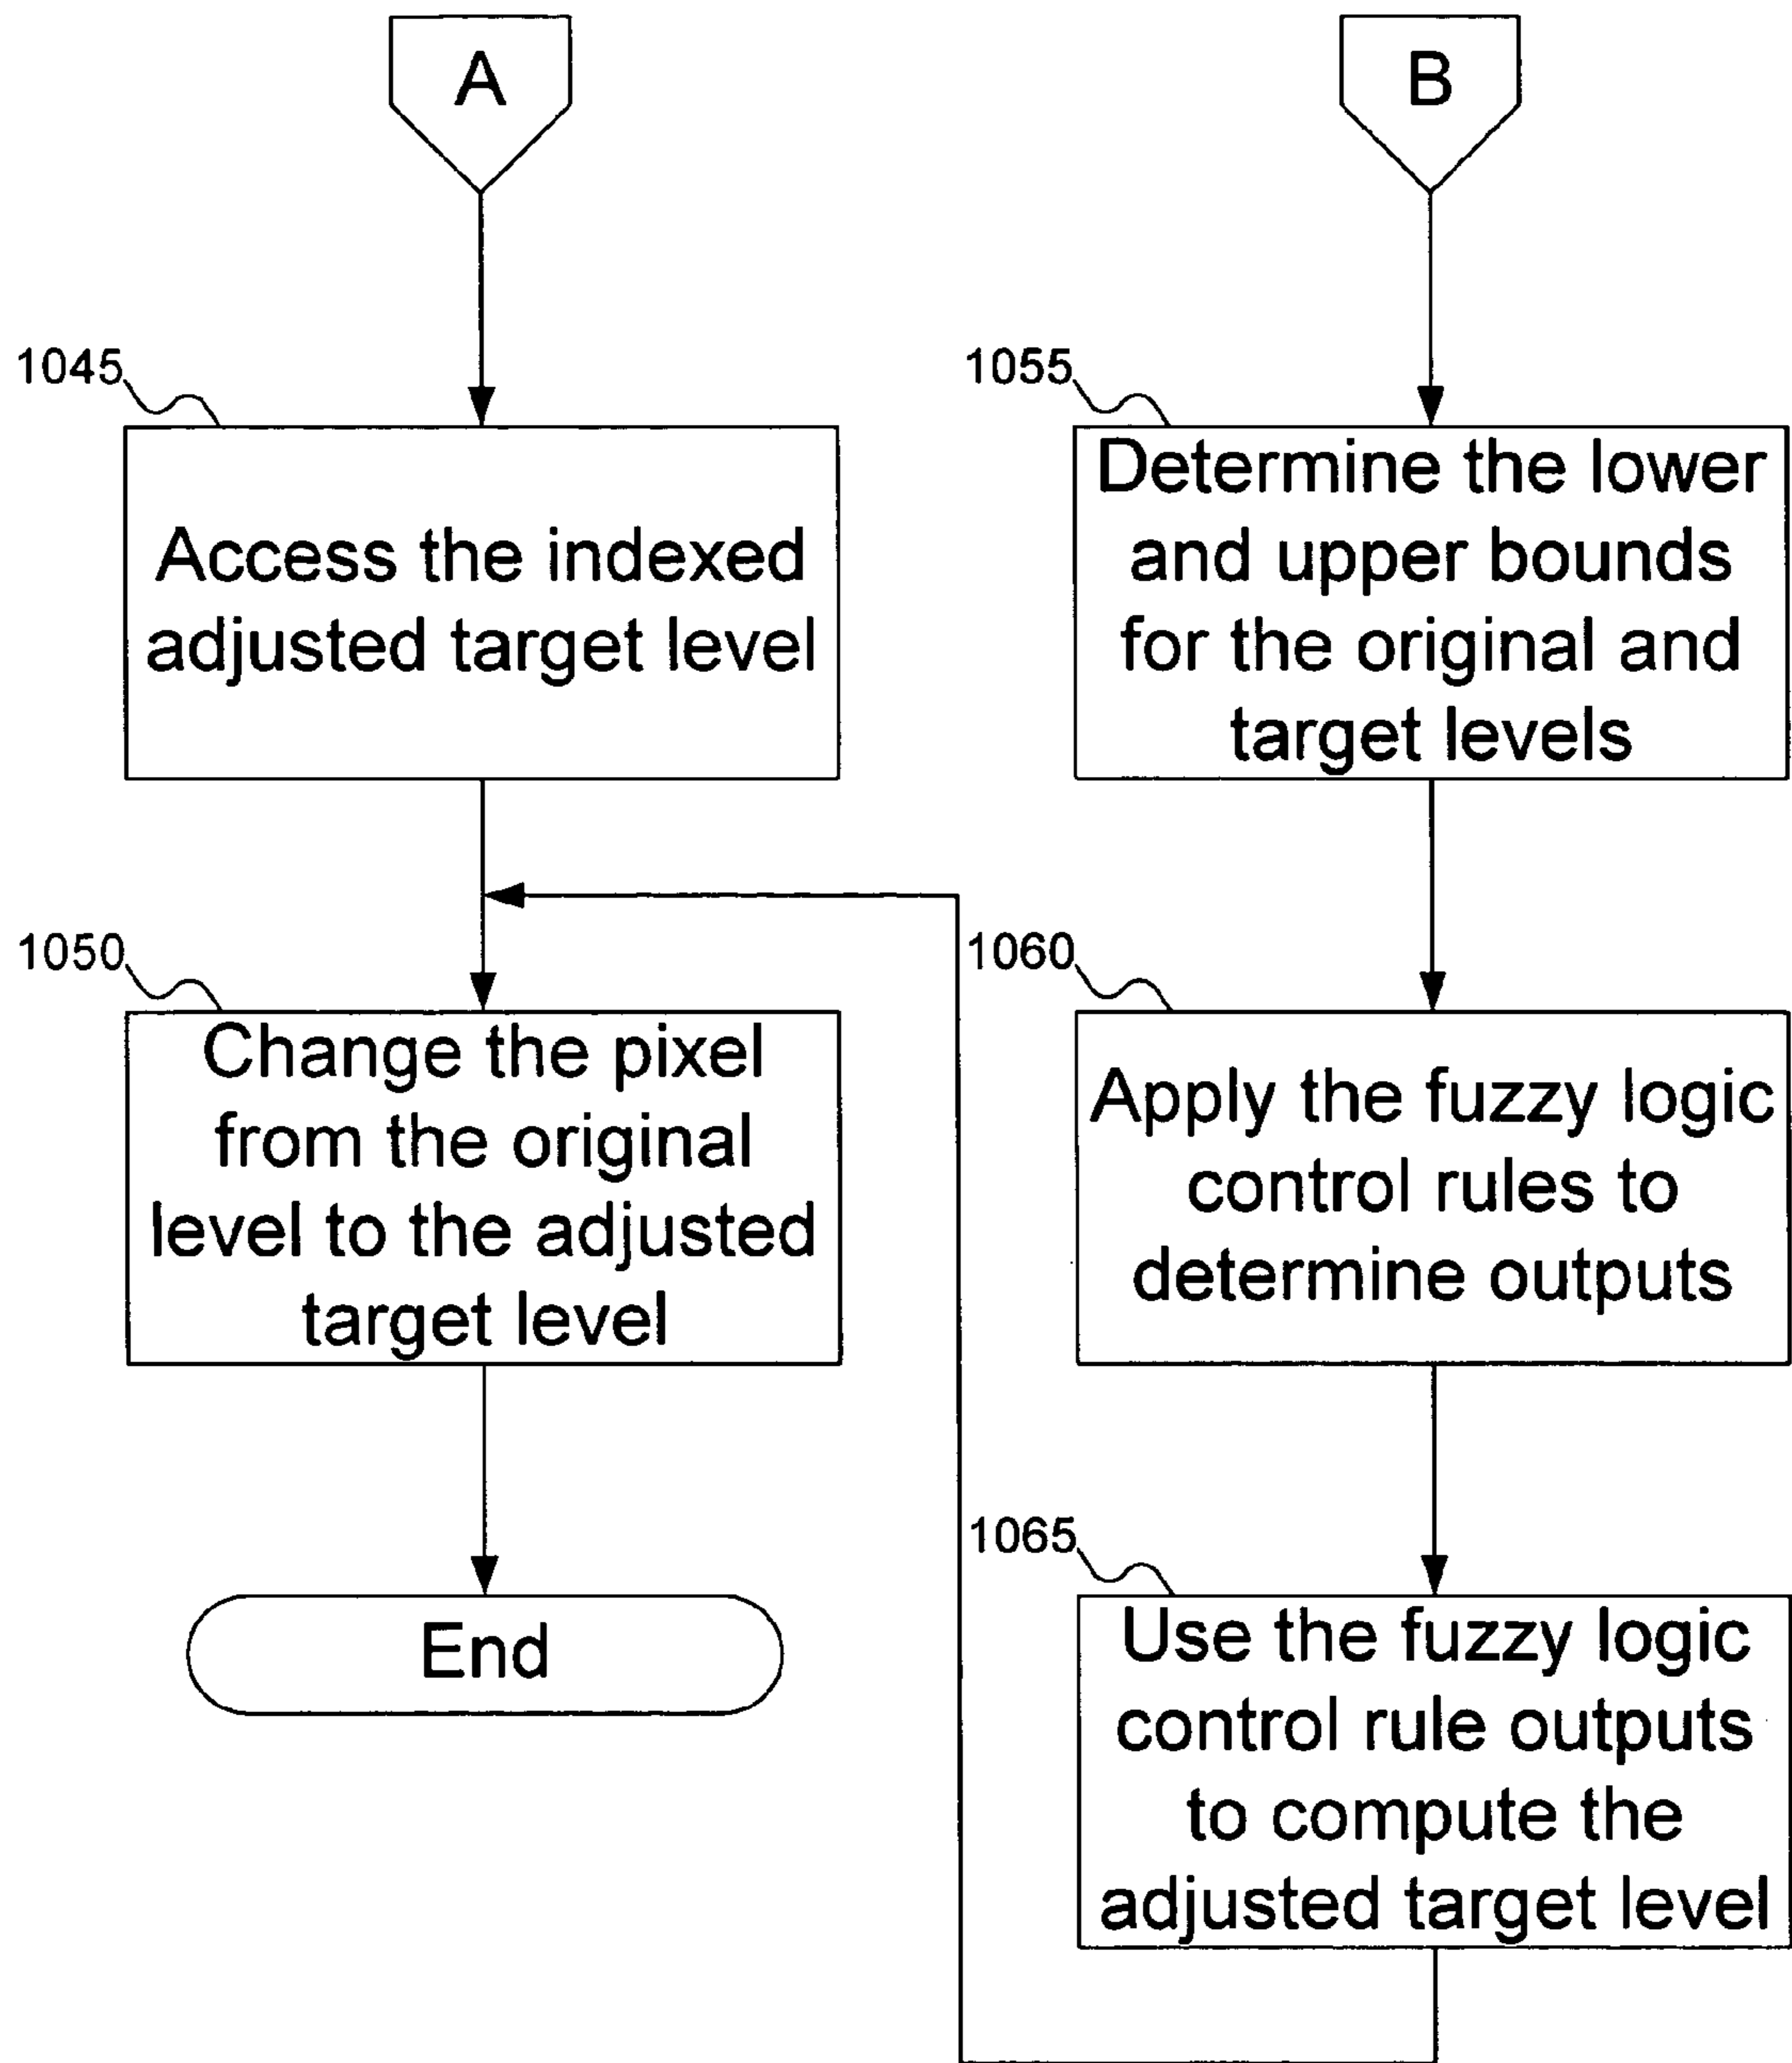 A
1045
Access the indexed
adjusted target level
1050
Change the pixel
from the original
level to the adjusted
target level
End
B
1055
Determine the lower
and upper bounds
for the original and
target levels
1060
Apply the fuzzy logic
control rules to
determine outputs
1065
Use the fuzzy logic
control rule outputs
to compute the
adjusted target level